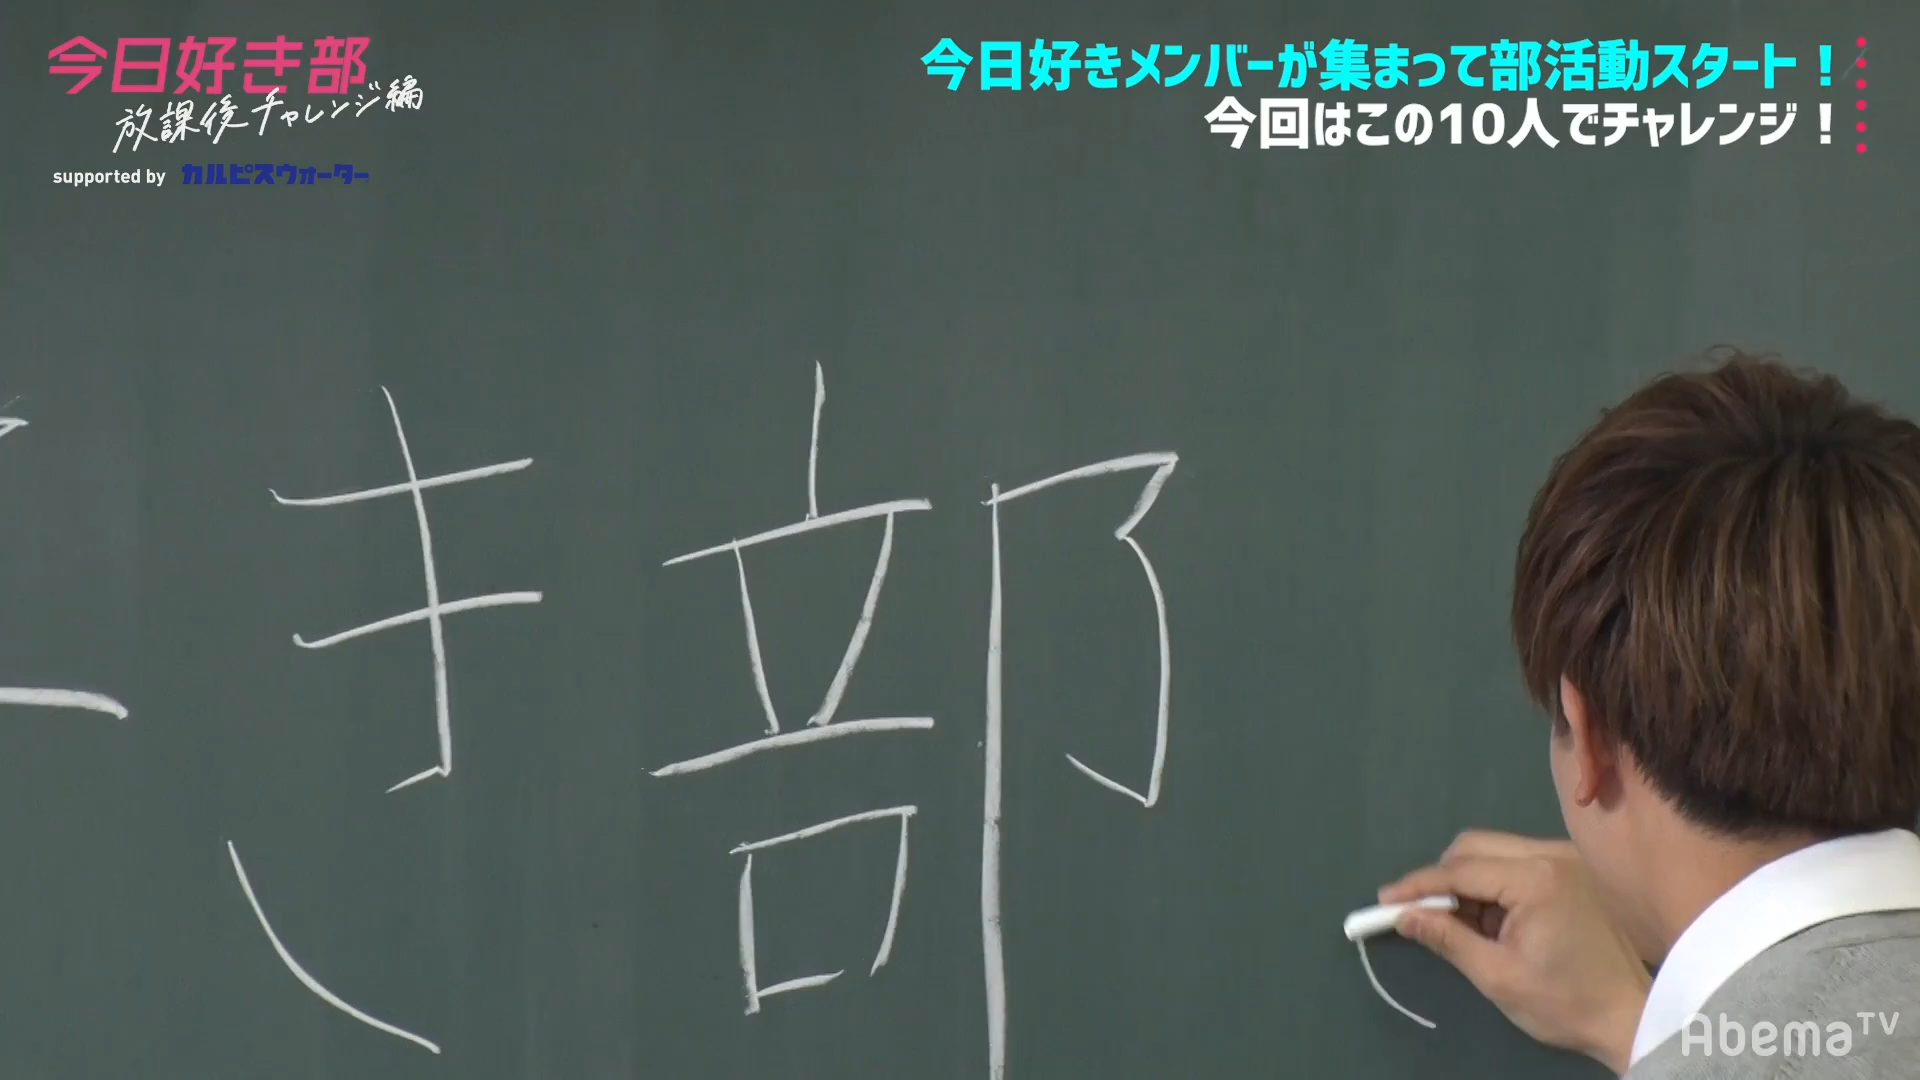 今日好き部
放課後チャレンジ編
supported by カルピスウォーター
今日好きメンバーが集まって部活動スタート！
今回はこの10人でチャレンジ！
き部
AbemaTV